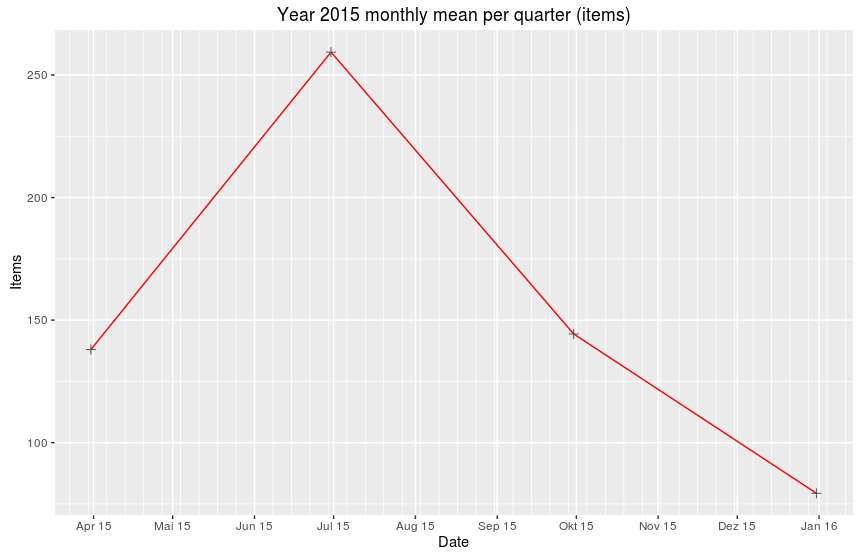 Year 2015 monthly mean per quarter (items)
250
200
150
100
Items
Apr 15 Mai 15 Jun 15 Jul 15 Aug 15 Sep 15 Okt 15 Nov 15 Dez 15 Jan 16
Date